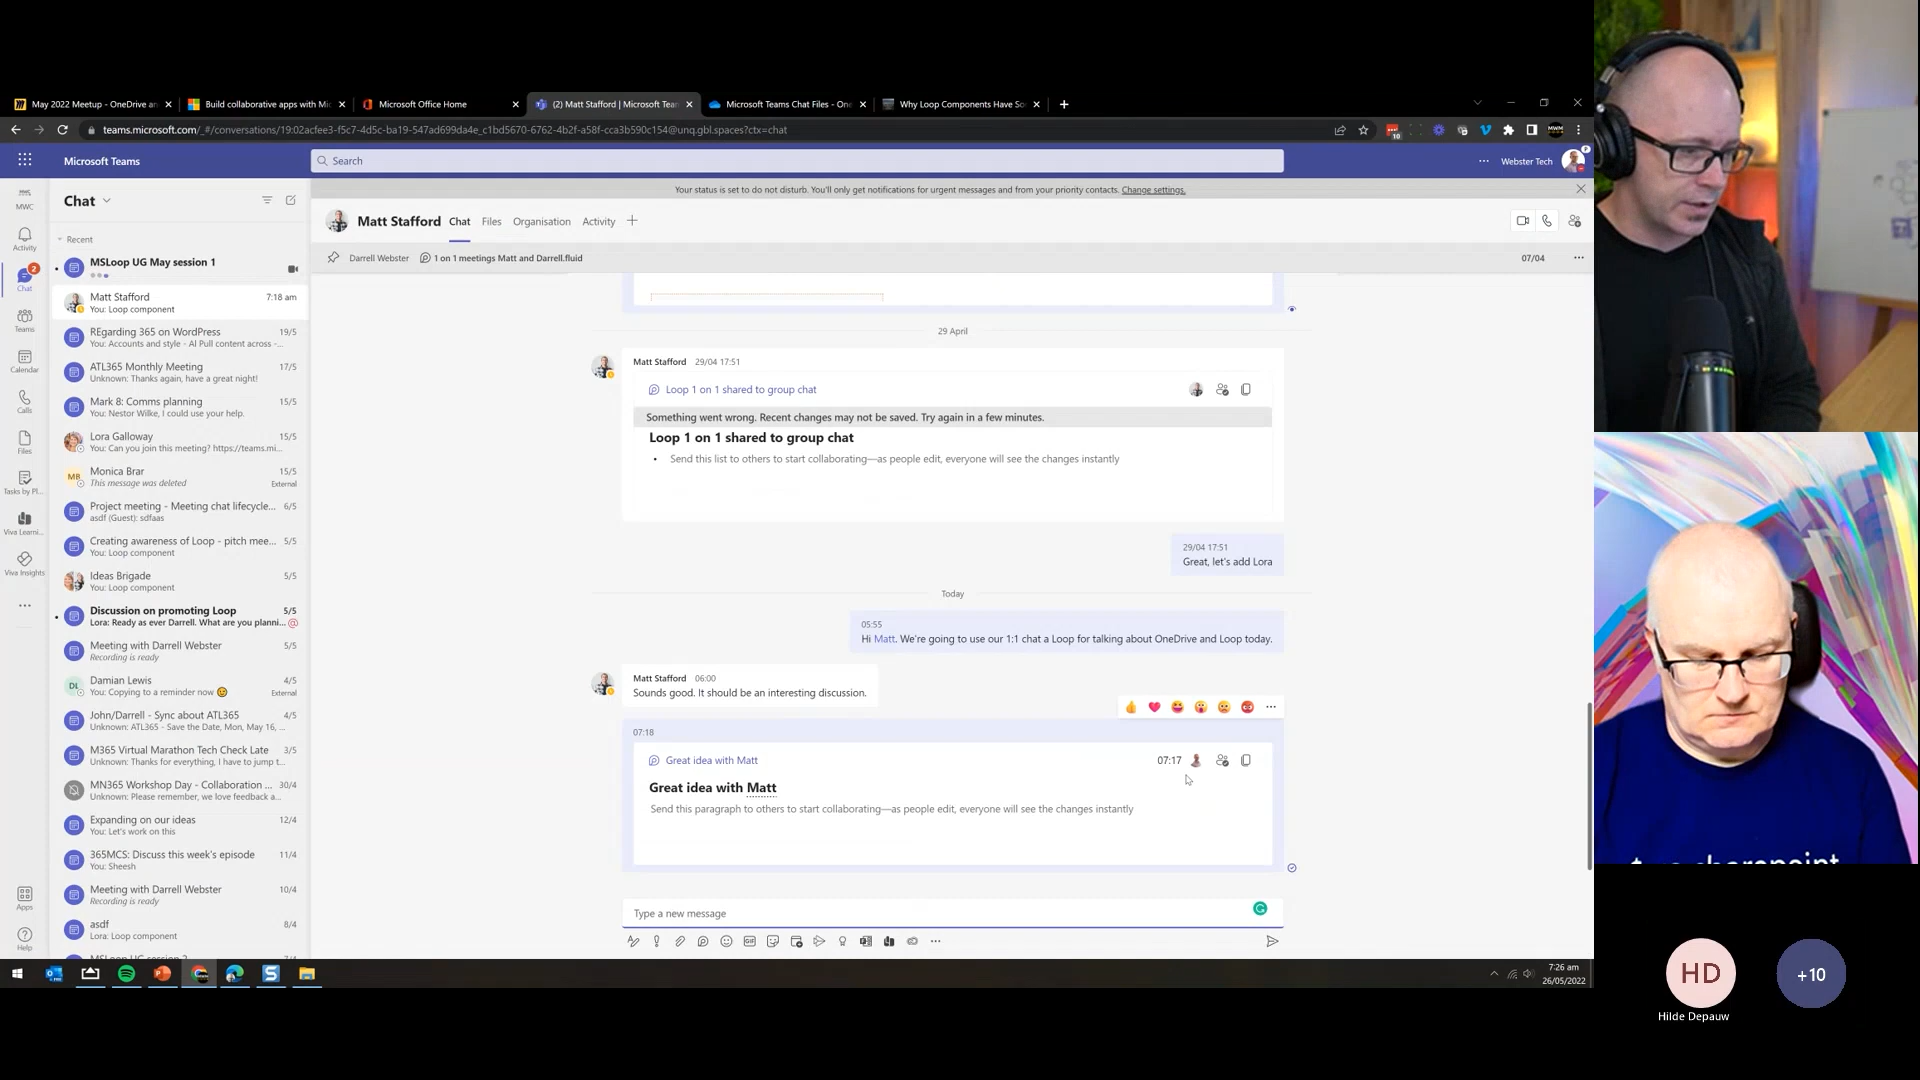 May 2022 Meetup - OneDrive an
Build collaborative apps with Mic
Microsoft Office Home
(2) Matt Stafford | Microsoft Tean
Microsoft Teams Chat Files - One
Why Loop Components Have So
teams.microsoft.com/_#/conversations/19:02acfee3-f5c7-4d5c-ba19-547ad699da4e_c1bd5670-6762-4b2f-a58f-cca3b590c154@unq.gbl.spaces?ctx=chat
Microsoft Teams
Search
Webster Tech
Your status is set to do not disturb. You'll only get notifications for urgent messages and from your priority contacts. Change settings.
MWC
Activity
Chat
2
Teams
Calendar
Calls
Files
Tasks by Pl...
Viva Learni...
Viva Insights
Apps
Help
Chat
Recent
MSLoop UG May session 1
Matt Stafford 7:18 am
You: Loop component
REgarding 365 on WordPress 19/5
You: Accounts and style - AI Pull content across -...
ATL365 Monthly Meeting 17/5
Unknown: Thanks again, have a great night!
Mark 8: Comms planning 15/5
You: Nestor Wilke, I could use your help.
Lora Galloway 15/5
You: Can you join this meeting? https://teams.mi...
MB
Monica Brar 15/5
This message was deleted External
Project meeting - Meeting chat lifecycle... 6/5
asdf (Guest): sdfaas
Creating awareness of Loop - pitch mee... 5/5
You: Loop component
Ideas Brigade 5/5
You: Loop component
Discussion on promoting Loop 5/5
Lora: Ready as ever Darrell. What are you planni... @
Meeting with Darrell Webster 5/5
Recording is ready
DL
Damian Lewis 4/5
You: Copying to a reminder now External
John/Darrell - Sync about ATL365 4/5
Unknown: ATL365 - Save the Date, Mon, May 16, ...
M365 Virtual Marathon Tech Check Late 3/5
Unknown: Thanks for everything, I have to jump t...
MN365 Workshop Day - Collaboration ... 30/4
Unknown: Please remember, we love feedback a...
Expanding on our ideas 12/4
You: Let's work on this
365MCS: Discuss this week's episode 11/4
You: Sheesh
Meeting with Darrell Webster 10/4
Recording is ready
asdf 8/4
Lora: Loop component
Matt Stafford Chat Files Organisation Activity
Darrell Webster 1 on 1 meetings Matt and Darrell.fluid 07/04
29 April
Matt Stafford 29/04 17:51
Loop 1 on 1 shared to group chat
Something went wrong. Recent changes may not be saved. Try again in a few minutes.
Loop 1 on 1 shared to group chat
• Send this list to others to start collaborating—as people edit, everyone will see the changes instantly
29/04 17:51
Great, let's add Lora
Today
05:55
Hi Matt. We're going to use our 1:1 chat a Loop for talking about OneDrive and Loop today.
Matt Stafford 06:00
Sounds good. It should be an interesting discussion.
07:18
Great idea with Matt 07:17
Great idea with Matt
Send this paragraph to others to start collaborating—as people edit, everyone will see the changes instantly
Type a new message
7:26 am
26/05/2022
HD
Hilde Depauw
+10